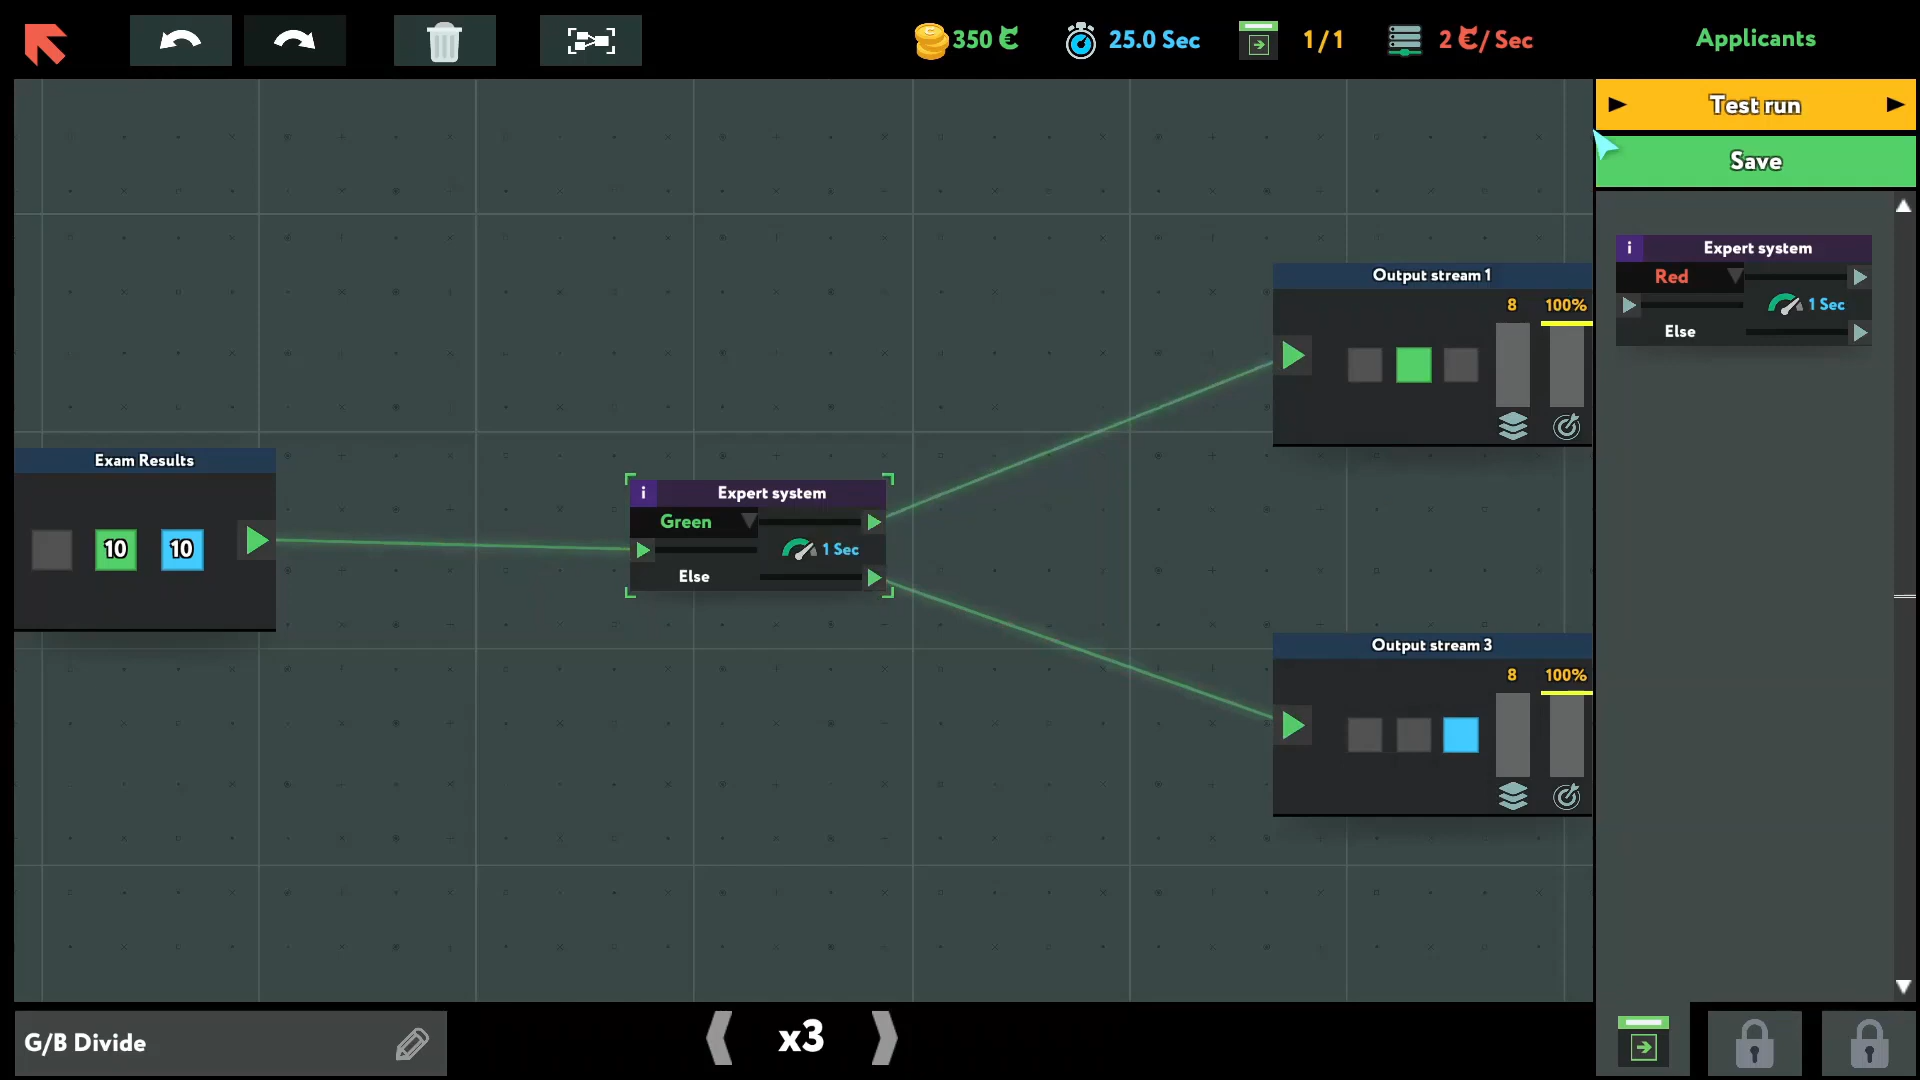 350 €
25.0 Sec
1/1
2 €/ Sec
Applicants
Test run
Save
Expert system
Red
1 Sec
Else
Output stream 1
8
100%
Exam Results
10
10
i
Expert system
Green
1 Sec
Else
Output stream 3
8
100%
i
G/B Divide
x3